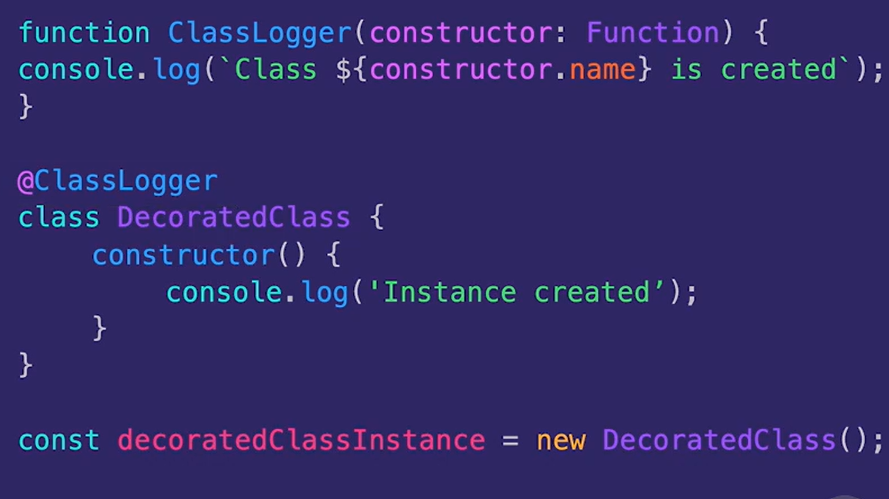 function ClassLogger(constructor: Function) {
console.log(`Class ${constructor.name} is created`);
}

@ClassLogger
class DecoratedClass {
constructor() {
console.log('Instance created’);
}
}

const decoratedClassInstance = new DecoratedClass();